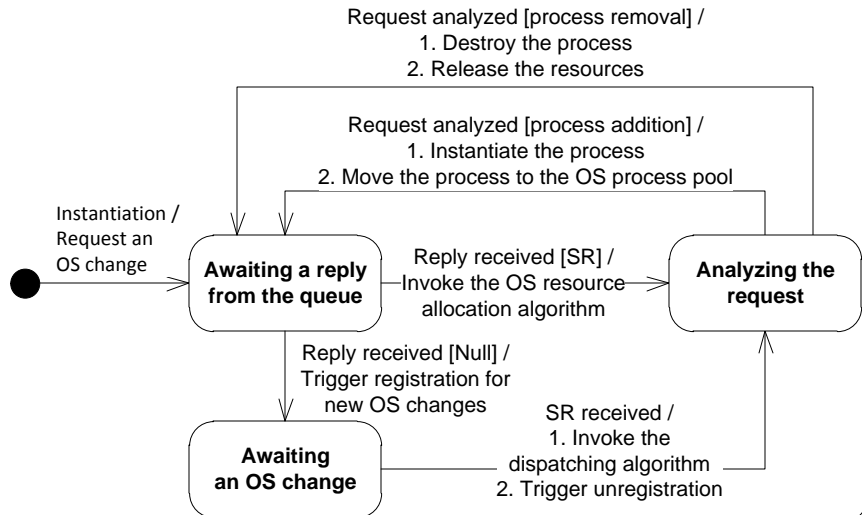 Request analyzed [process removal] /
1. Destroy the process
2. Release the resources
Request analyzed [process addition] /
1. Instantiate the process
2. Move the process to the OS process pool
Instantiation /
Request an
OS change
Awaiting a reply
from the queue
Reply received [SR] /
Invoke the OS resource
allocation algorithm
Analyzing the
request
Reply received [Null] /
Trigger registration for
new OS changes
Awaiting
an OS change
SR received /
1. Invoke the
dispatching algorithm
2. Trigger unregistration